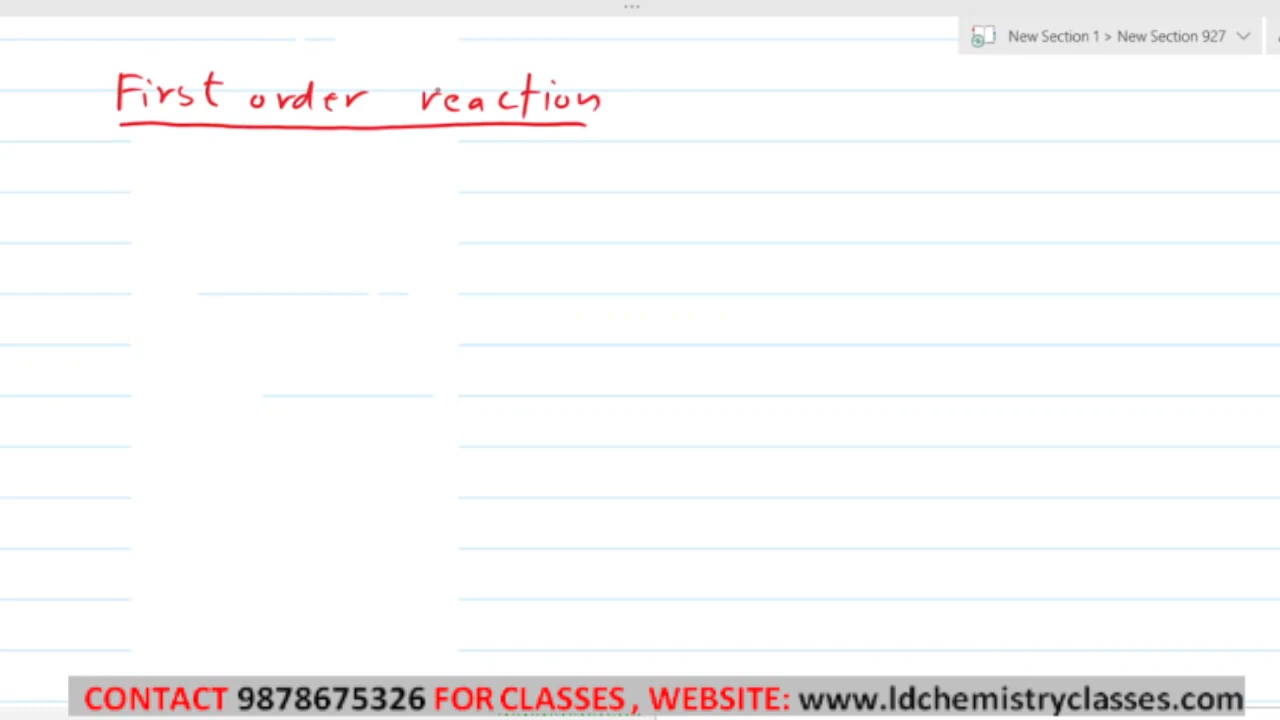 ...
New Section 1 > New Section 927
First order reaction
CONTACT 9878675326 FOR CLASSES , WEBSITE: www.ldchemistryclasses.com